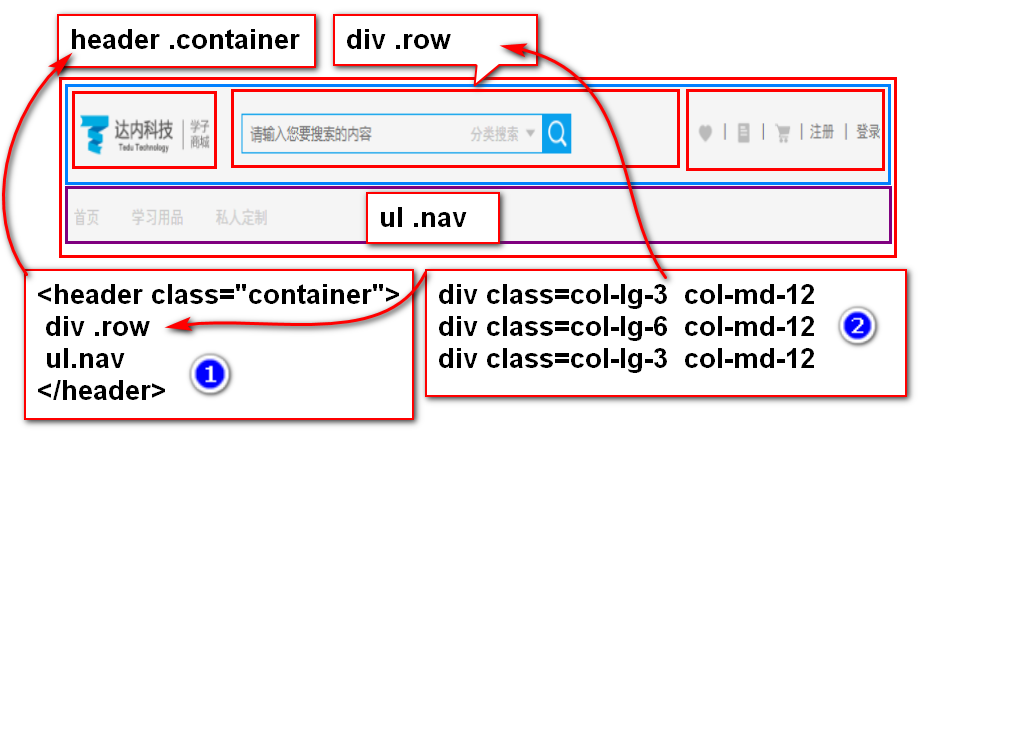 header .container
div .row
达内科技
Tedu Technology
学子
商城
请输入您要搜索的内容
分类搜索
| | | 注册 | 登录
首页 学习用品 私人定制
ul .nav
<header class="container">
div .row
ul.nav
</header>
1
div class=col-lg-3 col-md-12
div class=col-lg-6 col-md-12
div class=col-lg-3 col-md-12
2